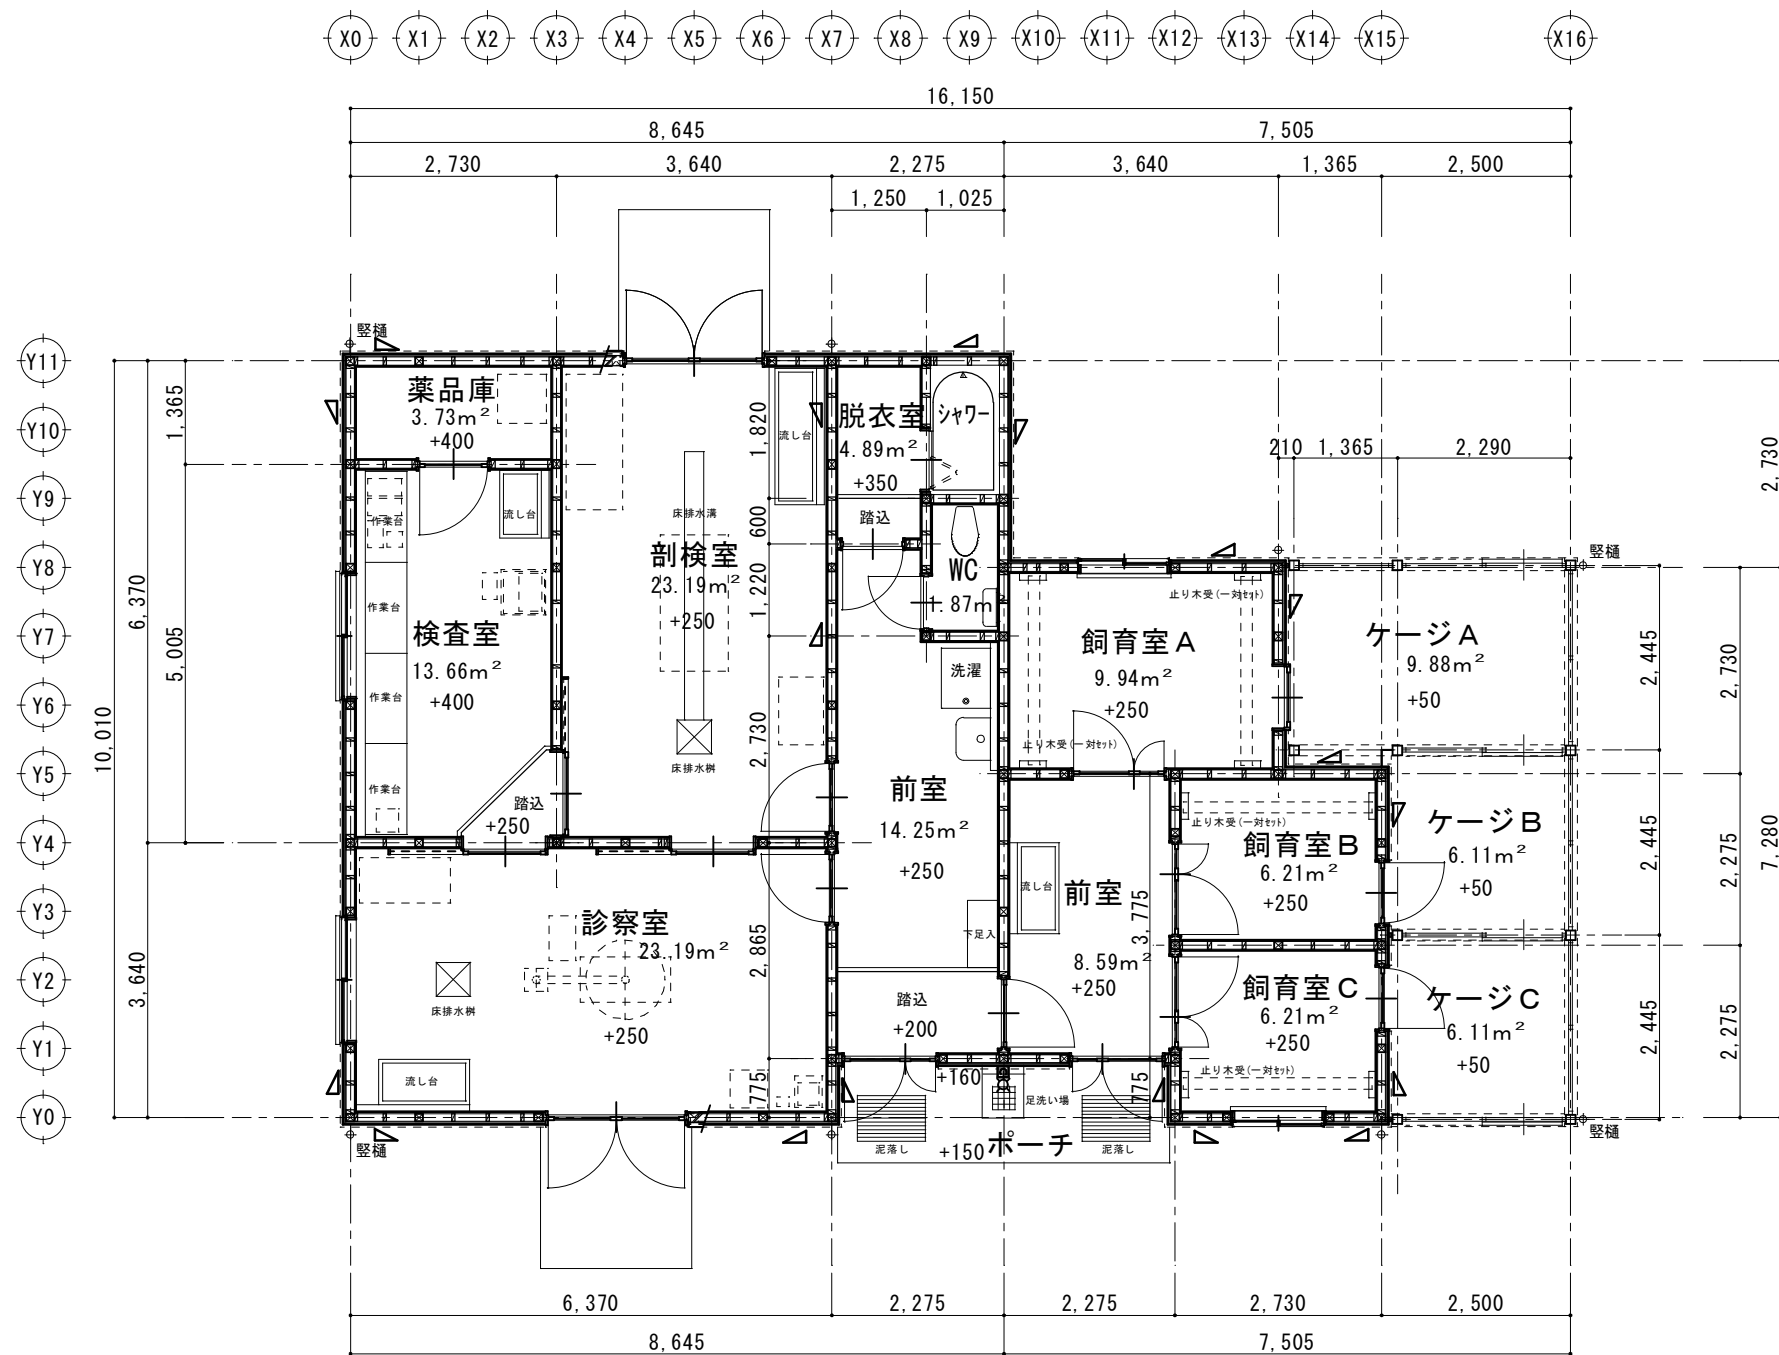 X0 X1 X2 X3 X4 X5 X6 X7 X8 X9 X10 X11 X12 X13 X14 X15 X16
16,150
8,645 7,505
2,730 3,640 2,275 3,640 1,365 2,500
1,250 1,025
Y11
Y10
Y9
Y8
Y7
Y6
Y5
Y4
Y3
Y2
Y1
Y0
10,010
6,370
3,640
1,365
5,005
竪樋
薬品庫
3.73m²
+400
作業台
流し台
作業台
検査室
13.66m²
+400
作業台
作業台
踏込
+250
床排水溝
剖検室
23.19m²
+250
床排水桝
流し台
1,820
600
1,220
2,730
2,865
775
脱衣室
4.89m²
+350
シャワー
踏込
WC
1.87m
洗濯
前室
14.25m²
+250
下足入
踏込
+200
診察室
23.19m²
+250
床排水桝
流し台
竪樋
止り木受(一対セット)
飼育室A
9.94m²
+250
止り木受(一対セット)
前室
8.59m²
+250
流し台
3,775
775
止り木受(一対セット)
飼育室B
6.21m²
+250
飼育室C
6.21m²
+250
止り木受(一対セット)
210 1,365 2,290
竪樋
ケージA
9.88m²
+50
ケージB
6.11m²
+50
ケージC
6.11m²
+50
竪樋
+160
足洗い場
泥落し
+150
ポーチ
泥落し
2,445
2,445
2,445
2,730
2,275
2,275
2,730
7,280
6,370 2,275 2,275 2,730 2,500
8,645 7,505